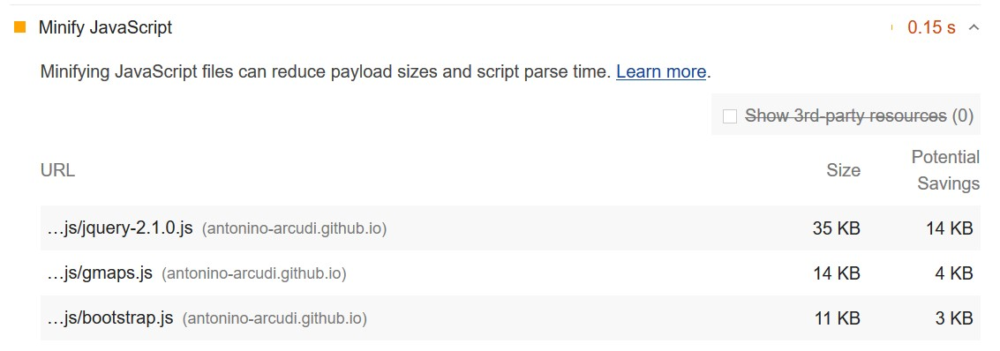 Minify JavaScript 0.15 s
Minifying JavaScript files can reduce payload sizes and script parse time. Learn more.
Show 3rd-party resources (0)
URL Size Potential Savings
…js/jquery-2.1.0.js (antonino-arcudi.github.io) 35 KB 14 KB
…js/gmaps.js (antonino-arcudi.github.io) 14 KB 4 KB
…js/bootstrap.js (antonino-arcudi.github.io) 11 KB 3 KB